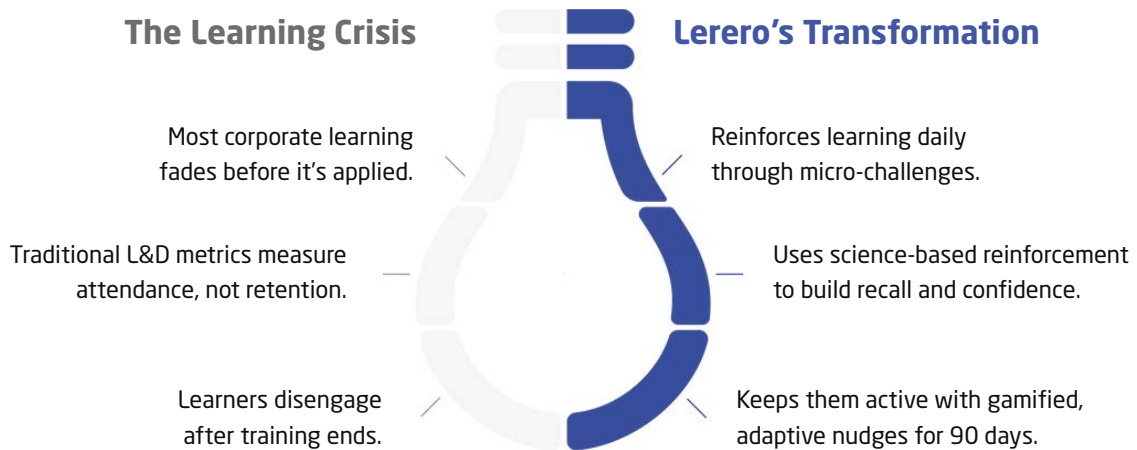 The Learning Crisis
Most corporate learning
fades before it’s applied.
Traditional L&D metrics measure
attendance, not retention.
Learners disengage
after training ends.
Lerero’s Transformation
Reinforces learning daily
through micro-challenges.
Uses science-based reinforcement
to build recall and confidence.
Keeps them active with gamified,
adaptive nudges for 90 days.